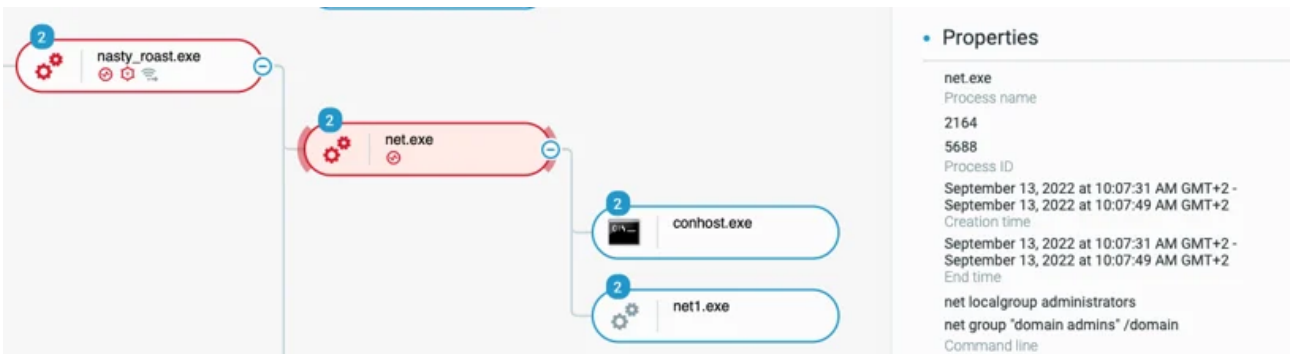 2
nasty_roast.exe
2
net.exe
2
conhost.exe
2
net1.exe
Properties
net.exe
Process name
2164
5688
Process ID
September 13, 2022 at 10:07:31 AM GMT+2 -
September 13, 2022 at 10:07:49 AM GMT+2
Creation time
September 13, 2022 at 10:07:31 AM GMT+2 -
September 13, 2022 at 10:07:49 AM GMT+2
End time
net localgroup administrators
net group "domain admins" /domain
Command line